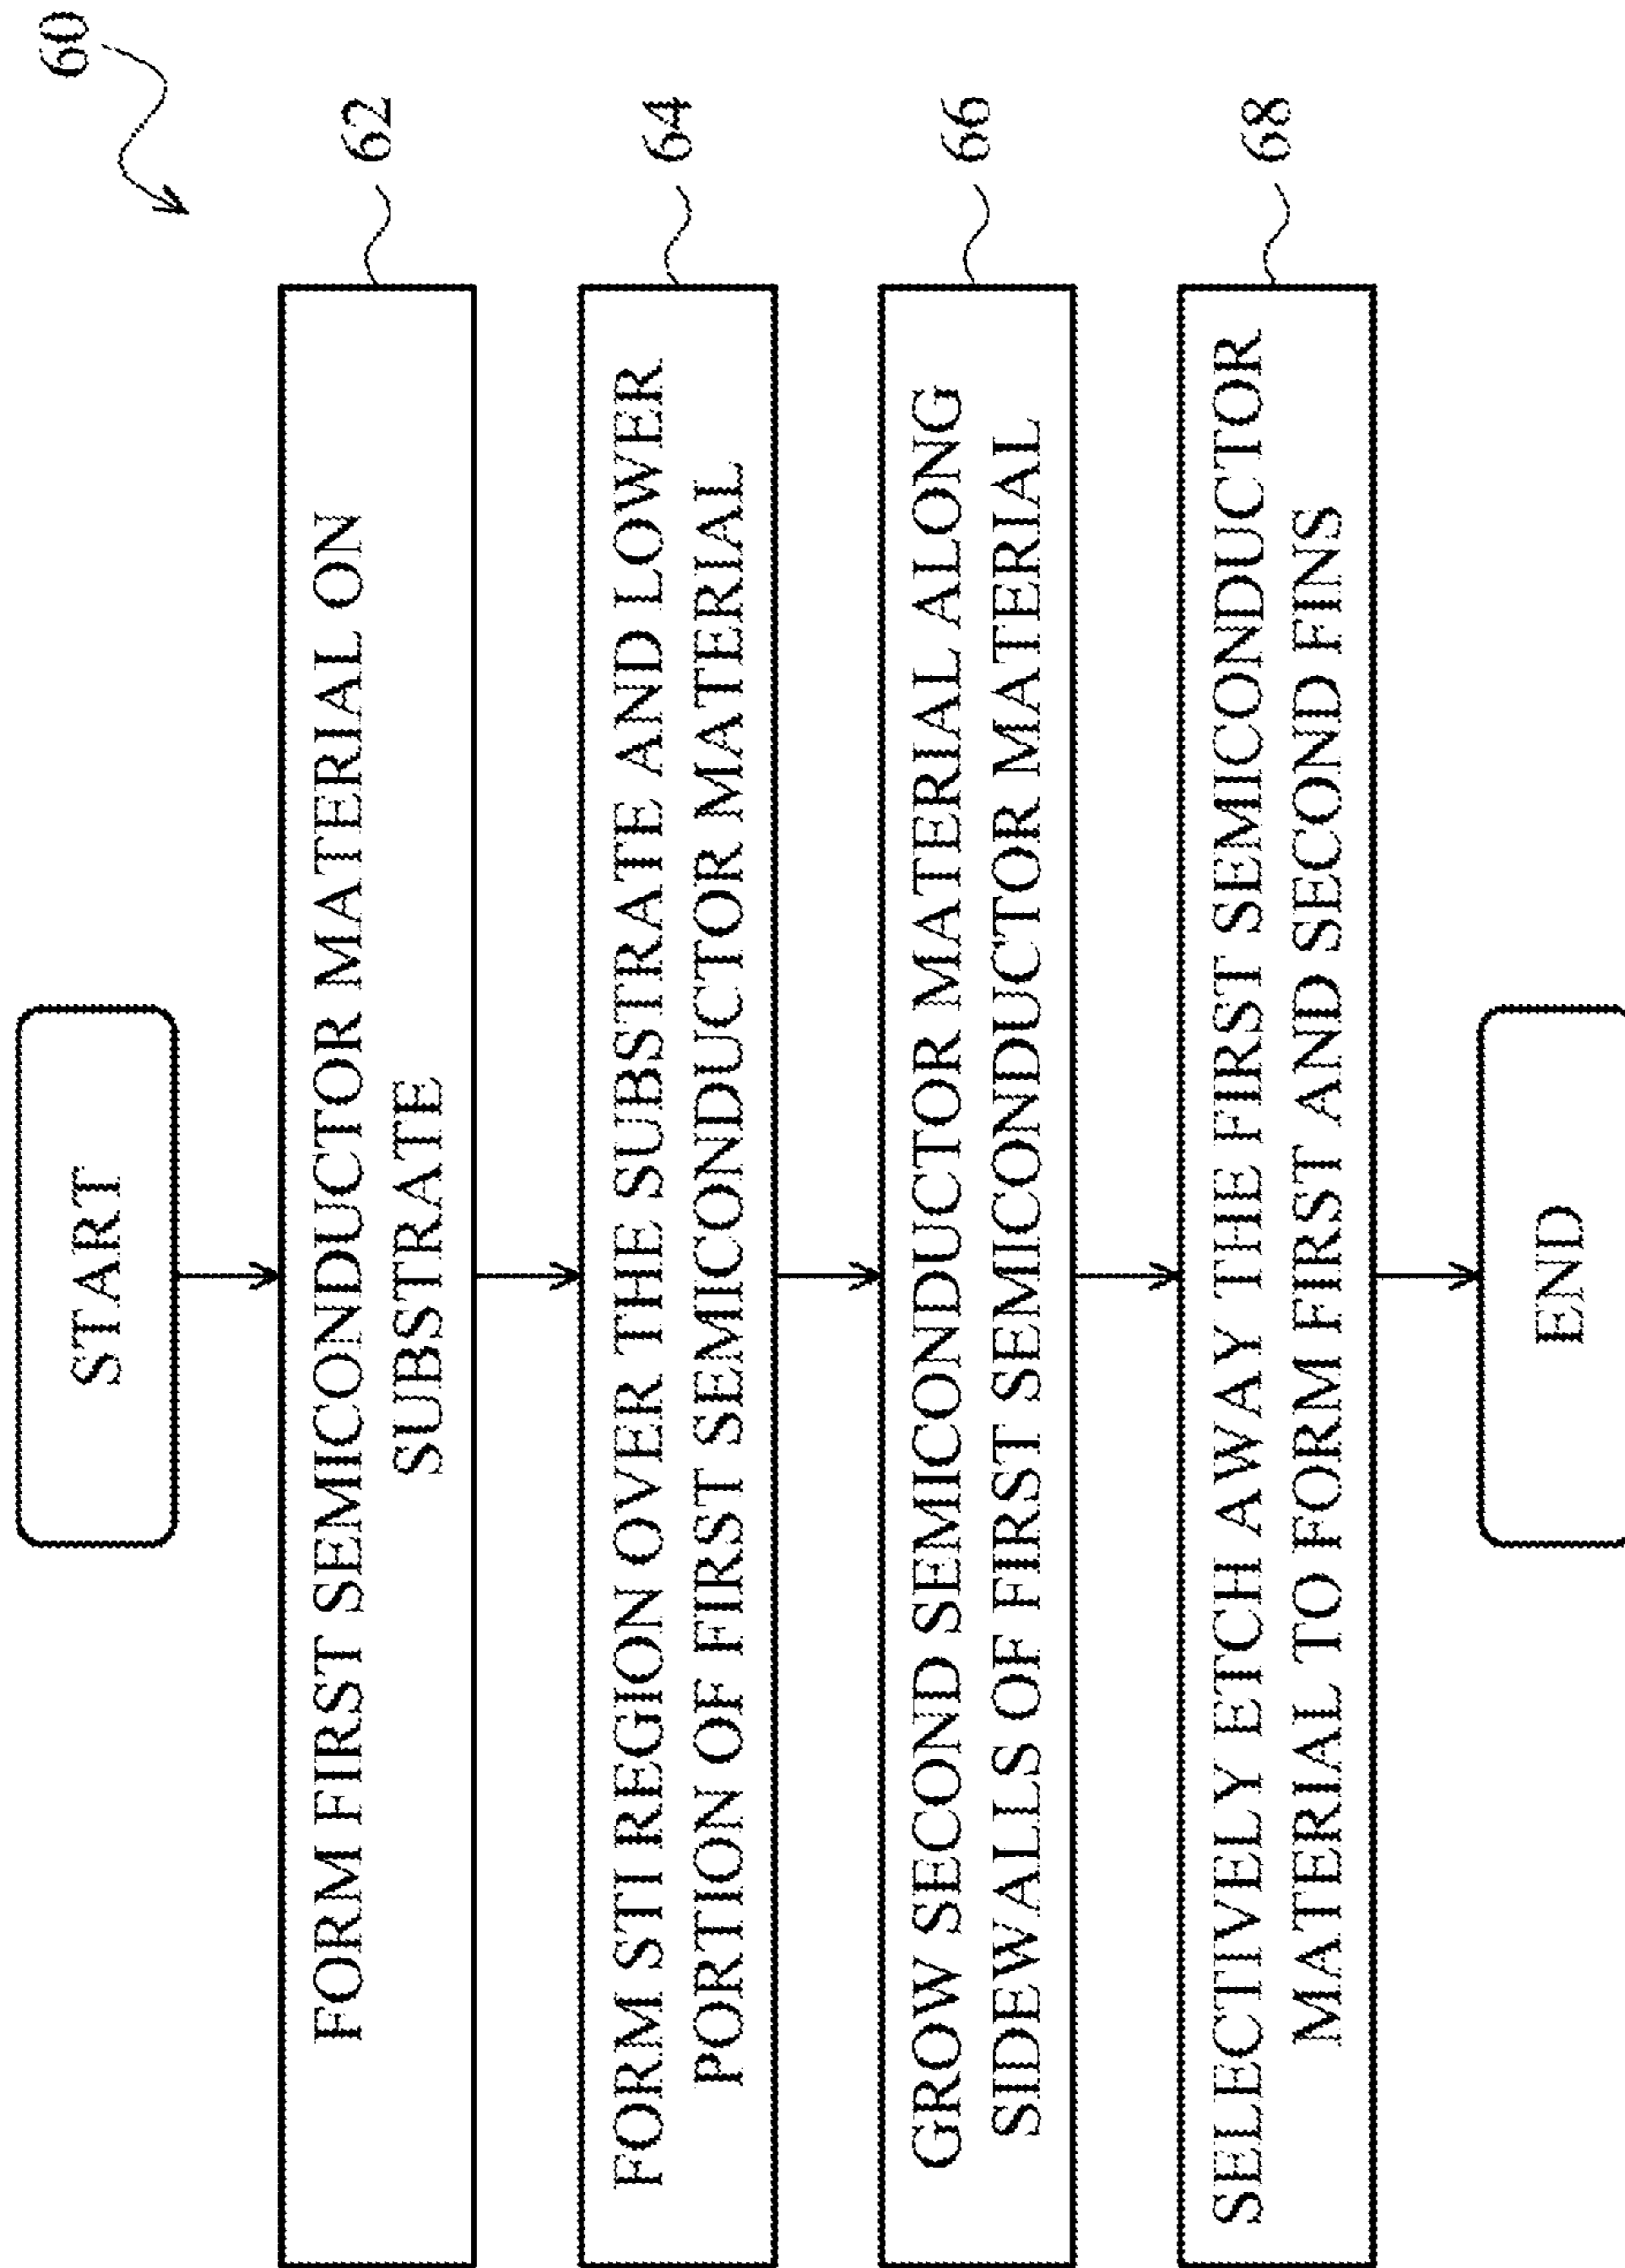 60
START
FORM FIRST SEMICONDUCTOR MATERIAL ON
SUBSTRATE
62
FORM STI REGION OVER THE SUBSTRATE AND LOWER
PORTION OF FIRST SEMICONDUCTOR MATERIAL
64
GROW SECOND SEMICONDUCTOR MATERIAL ALONG
SIDEWALLS OF FIRST SEMICONDUCTOR MATERIAL
66
SELECTIVELY ETCH AWAY THE FIRST SEMICONDUCTOR
MATERIAL TO FORM FIRST AND SECOND FINS
68
END